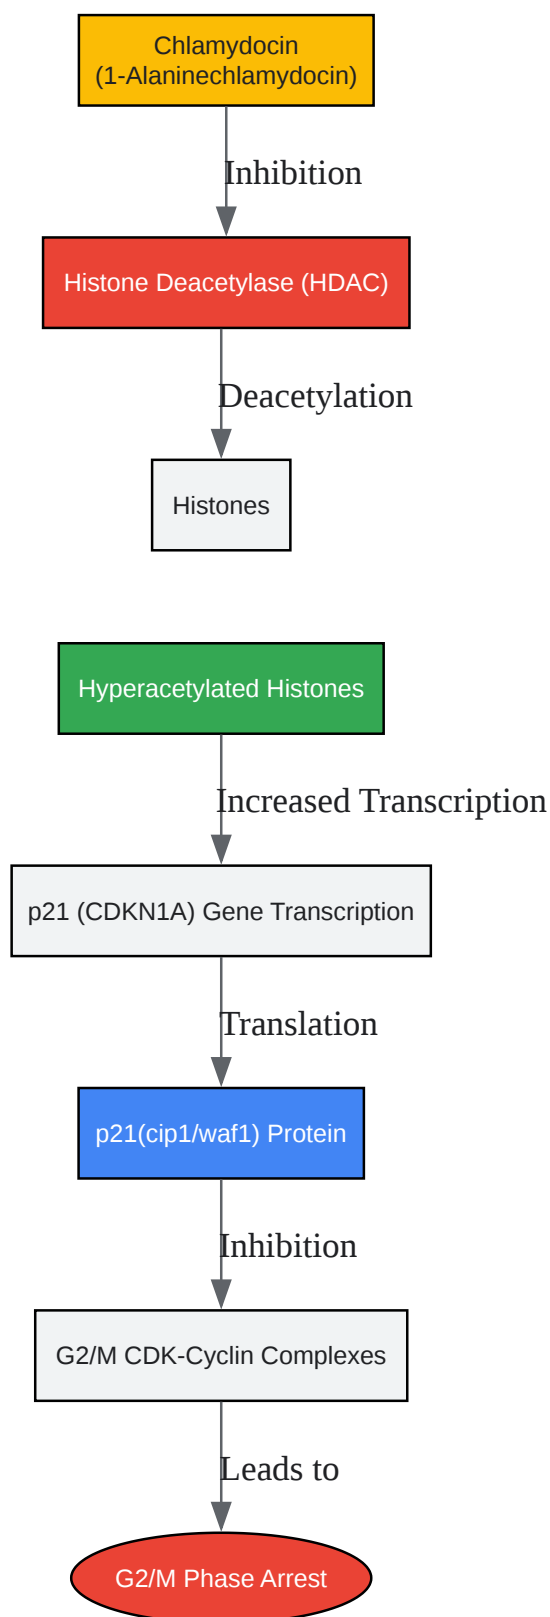 Chlamydocin
(1-Alaninechlamydocin)
Inhibition
Histone Deacetylase (HDAC)
Deacetylation
Histones
Hyperacetylated Histones
Increased Transcription
p21 (CDKN1A) Gene Transcription
Translation
p21(cip1/waf1) Protein
Inhibition
G2/M CDK-Cyclin Complexes
Leads to
G2/M Phase Arrest